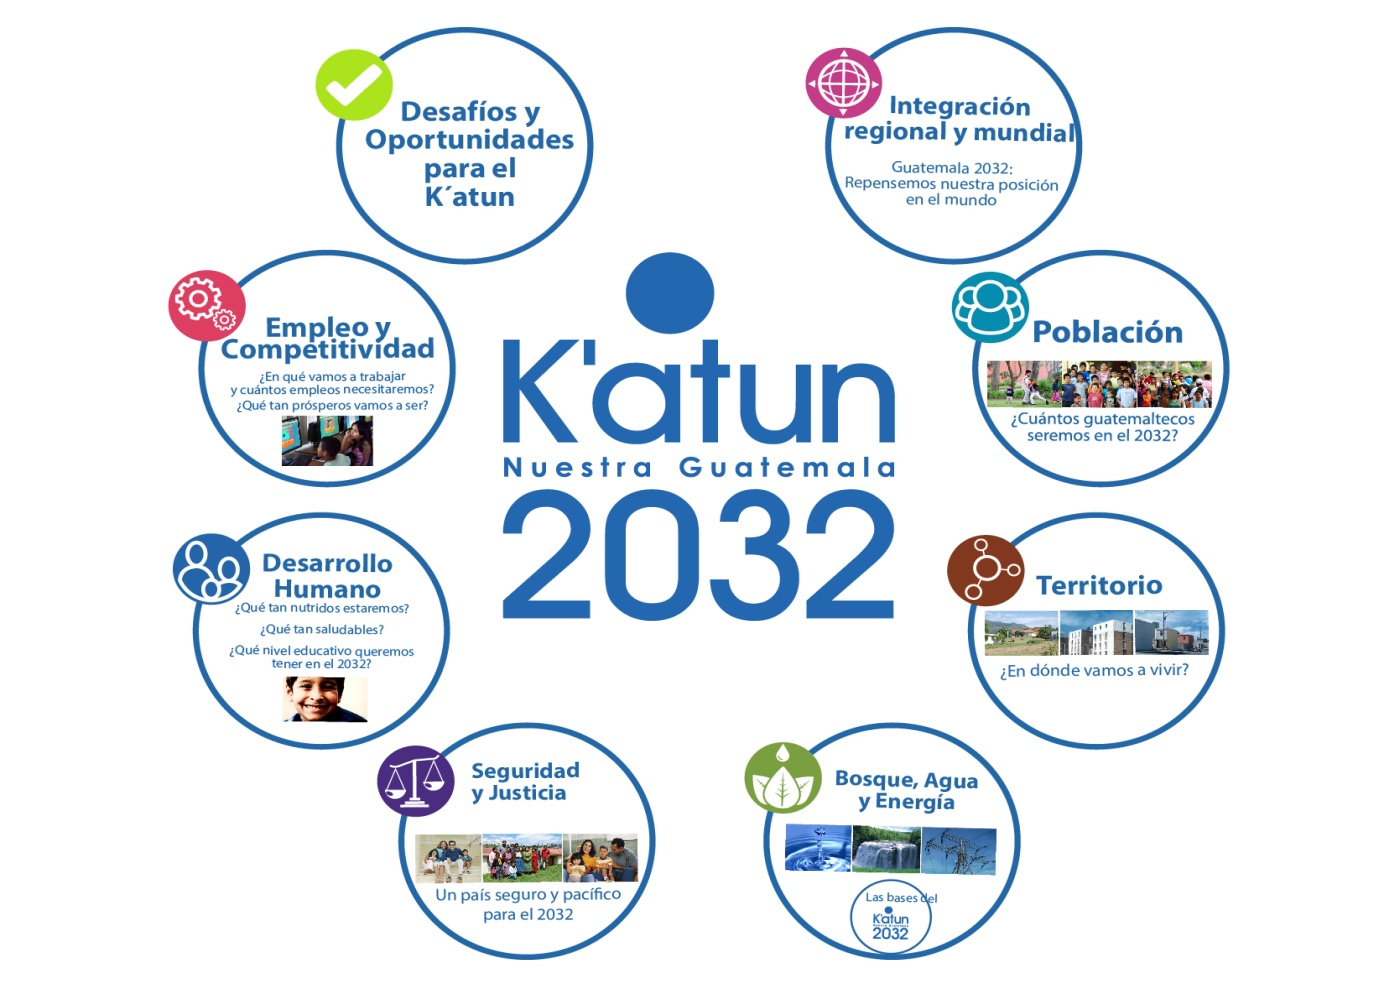 Desafíos y
Oportunidades
para el
K´atun
Integración
regional y mundial
Guatemala 2032:
Repensemos nuestra posición
en el mundo
Empleo y
Competitividad
¿En qué vamos a trabajar
y cuántos empleos necesitaremos?
¿Qué tan prósperos vamos a ser?
Población
¿Cuántos guatemaltecos
seremos en el 2032?
K'atun
Nuestra Guatemala
2032
Desarrollo
Humano
¿Qué tan nutridos estaremos?
¿Qué tan saludables?
¿Qué nivel educativo queremos
tener en el 2032?
Territorio
¿En dónde vamos a vivir?
Seguridad
y Justicia
Un país seguro y pacífico
para el 2032
Bosque, Agua
y Energía
Las bases del
K'atun
Nuestra Guatemala
2032